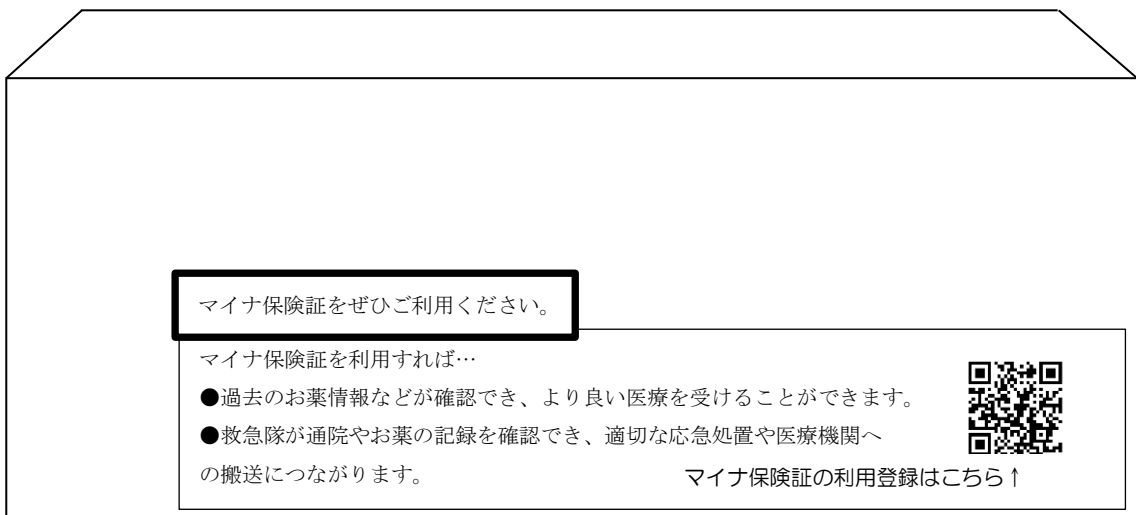 マイナ保険証をぜひご利用ください。
マイナ保険証を利用すれば…
●過去のお薬情報などが確認でき、より良い医療を受けることができます。
●救急隊が通院やお薬の記録を確認でき、適切な応急処置や医療機関へ
の搬送につながります。
マイナ保険証の利用登録はこちら↑